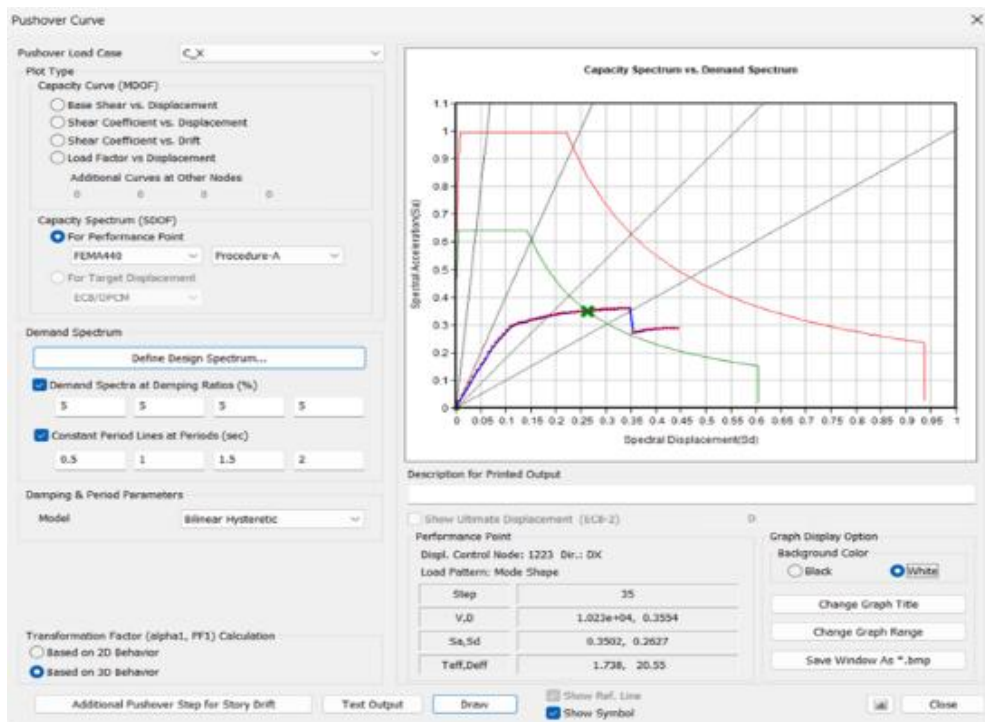 Pushover Curve
Pushover Load Case C_X
Plot Type
Capacity Curve (MDOF)
Base Shear vs. Displacement
Shear Coefficient vs. Displacement
Shear Coefficient vs. Drift
Load Factor vs Displacement
Additional Curves at Other Nodes
0 0 0 0
Capacity Spectrum (SDOF)
For Performance Point
FEMA440 Procedure-A
For Target Displacement
EC8/OPCM
Demand Spectrum
Define Design Spectrum...
Demand Spectra at Damping Ratios (%)
5 5 5 5
Constant Period Lines at Periods (sec)
0.5 1 1.5 2
Damping & Period Parameters
Model Bilinear Hysteretic
Transformation Factor (alpha1, PF1) Calculation
Based on 2D Behavior
Based on 3D Behavior
Additional Pushover Step for Story Drift Text Output Draw
Capacity Spectrum vs. Demand Spectrum
Spectral Acceleration(Sa)
1.1
1
0.9
0.8
0.7
0.6
0.5
0.4
0.3
0.2
0.1
0 0.05 0.1 0.15 0.2 0.25 0.3 0.35 0.4 0.45 0.5 0.55 0.6 0.65 0.7 0.75 0.8 0.85 0.9 0.95 1
Spectral Displacement(Sd)
Description for Printed Output
Show Ultimate Displacement (EC8-2) 0
Performance Point
Displ. Control Node: 1223 Dir.: DX
Load Pattern: Mode Shape
Step 35
V,D 1.023e+04, 0.3554
Sa,Sd 0.3502, 0.2627
Teff,Deff 1.738, 20.55
Graph Display Option
Background Color
Black White
Change Graph Title
Change Graph Range
Save Window As *.bmp
Show Ref. Line
Show Symbol
Close